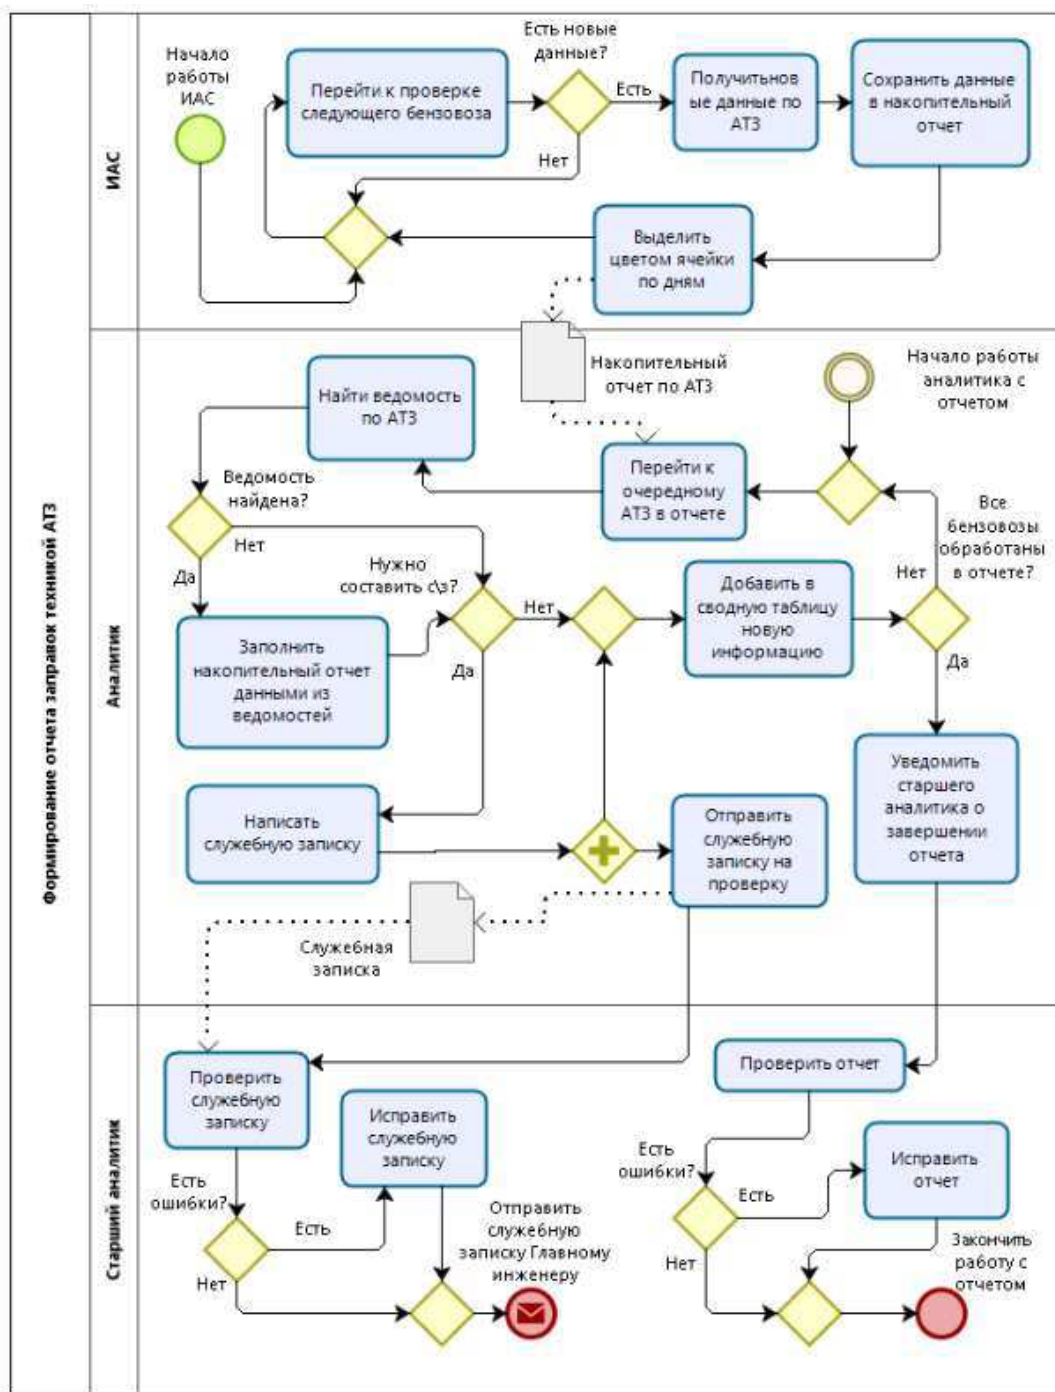 Формирование отчета заправок техникой АТЗ
ИАС
Начало
работы
ИАС
Перейти к проверке
следующего бензовоза
Есть новые
данные?
Есть
Нет
Получитьнов
ые данные по
АТЗ
Сохранить данные
в накопительный
отчет
Выделить
цветом ячейки
по дням
Аналитик
Накопительный
отчет по АТЗ
Начало работы
аналитика с
отчетом
Найти ведомость
по АТЗ
Перейти к
очередному
АТЗ в отчете
Ведомость
найдена?
Нет
Да
Все
бензовозы
обработаны
в отчете?
Нет
Да
Нужно
составить с\з?
Нет
Да
Добавить в
сводную таблицу
новую
информацию
Заполнить
накопительный отчет
данными из
ведомостей
Написать
служебную записку
Отправить
служебную
записку на
проверку
Уведомить
старшего
аналитика о
завершении
отчета
Служебная
записка
Старший аналитик
Проверить
служебную
записку
Исправить
служебную
записку
Есть
ошибки?
Есть
Нет
Отправить
служебную
записку Главному
инженеру
Проверить отчет
Есть
ошибки?
Есть
Нет
Исправить
отчет
Закончить
работу с
отчетом